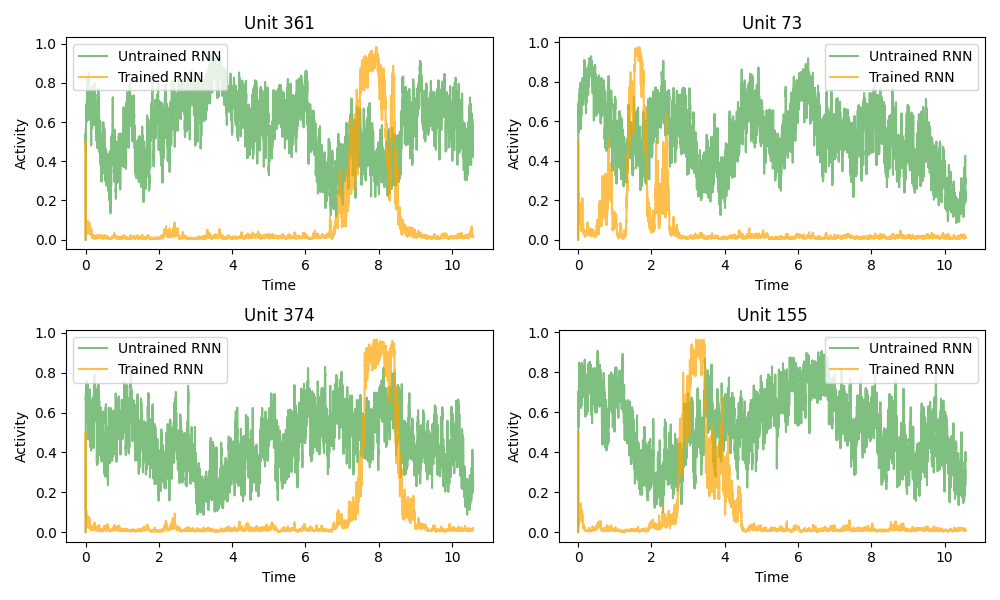 Unit 361
Untrained RNN
Trained RNN
Activity
1.0
0.8
0.6
0.4
0.2
0.0
0 2 4 6 8 10
Time
Unit 73
Untrained RNN
Trained RNN
Activity
1.0
0.8
0.6
0.4
0.2
0.0
0 2 4 6 8 10
Time
Unit 374
Untrained RNN
Trained RNN
Activity
1.0
0.8
0.6
0.4
0.2
0.0
0 2 4 6 8 10
Time
Unit 155
Untrained RNN
Trained RNN
Activity
1.0
0.8
0.6
0.4
0.2
0.0
0 2 4 6 8 10
Time